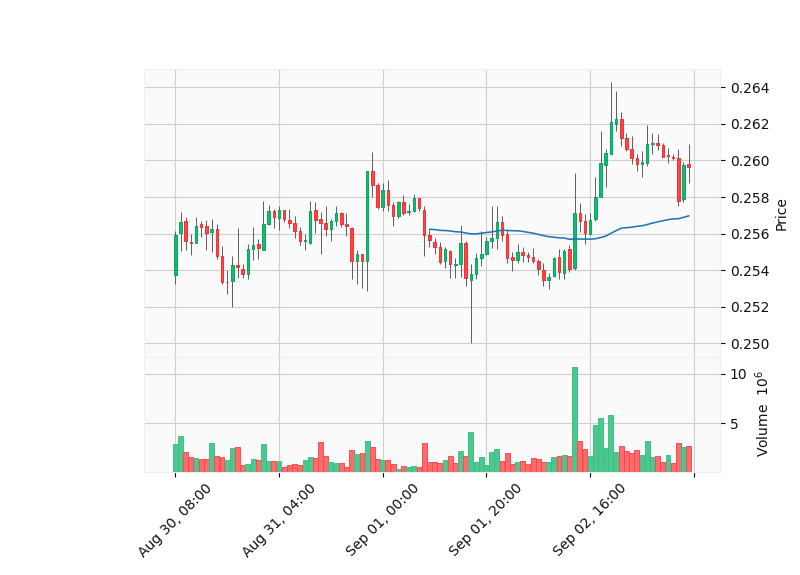 0.264
0.262
0.260
0.258
0.256
0.254
0.252
0.250
Price
10
5
Volume 10^6
Aug 30, 08:00
Aug 31, 04:00
Sep 01, 00:00
Sep 01, 20:00
Sep 02, 16:00